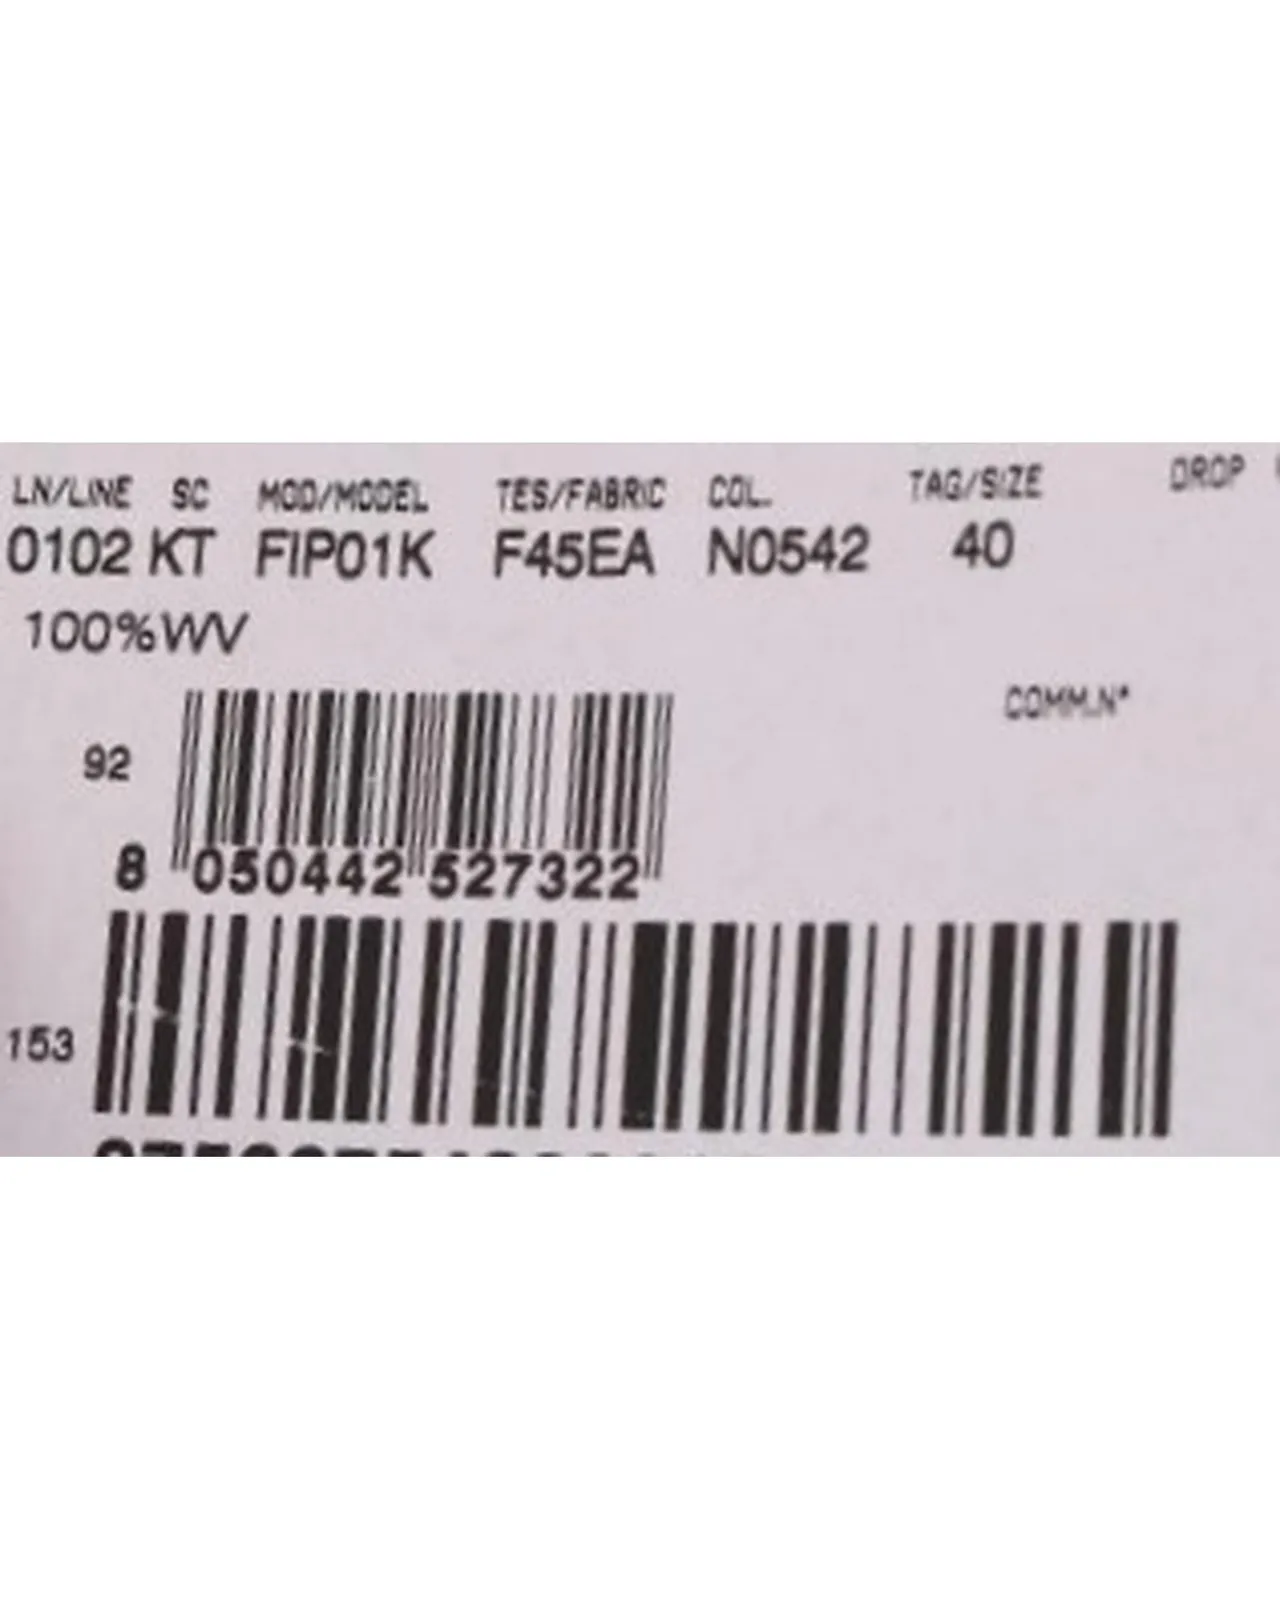 LN/LINE SC MOD/MODEL TES/FABRIC COL. TAG/SIZE DROP
0102 KT FIP01K F45EA N0542 40
100%WV
COMM.N°
92
8 050442 527322
153